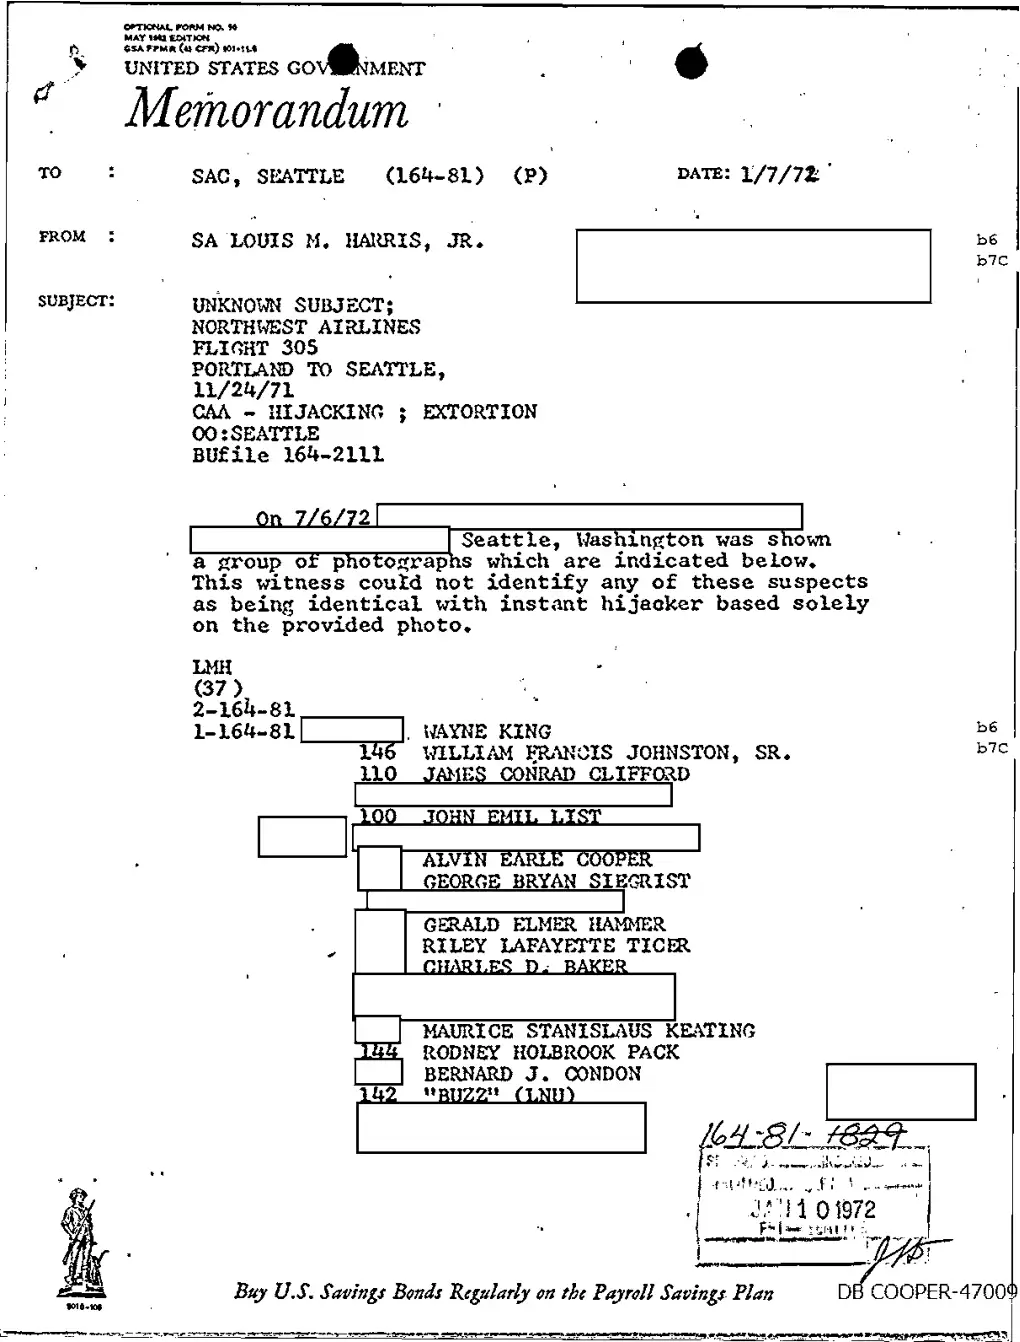 OPTIONAL FORM NO. 10
MAY 1962 EDITION
GSA FPMR (41 CFR) 101-11.6
UNITED STATES GOV NMENT
Memorandum
TO : SAC, SEATTLE (164-81) (P) DATE: 1/7/72
FROM : SA LOUIS M. HARRIS, JR. b6
b7C
SUBJECT: UNKNOWN SUBJECT;
NORTHWEST AIRLINES
FLIGHT 305
PORTLAND TO SEATTLE,
11/24/71
CAA - HIJACKING ; EXTORTION
OO:SEATTLE
BUfile 164-2111
On 7/6/72
Seattle, Washington was shown
a group of photographs which are indicated below.
This witness could not identify any of these suspects
as being identical with instant hijacker based solely
on the provided photo.
LMH
(37)
2-164-81
1-164-81 WAYNE KING b6
146 WILLIAM FRANCIS JOHNSTON, SR. b7C
110 JAMES CONRAD CLIFFORD
100 JOHN EMIL LIST
ALVIN EARLE COOPER
GEORGE BRYAN SIEGRIST
GERALD ELMER HAMMER
RILEY LAFAYETTE TICER
CHARLES D. BAKER
MAURICE STANISLAUS KEATING
144 RODNEY HOLBROOK PACK
BERNARD J. CONDON
142 "BUZZ" (LNU)
164-81-1829
10 1972
Buy U.S. Savings Bonds Regularly on the Payroll Savings Plan
DB COOPER-47009
5010-108